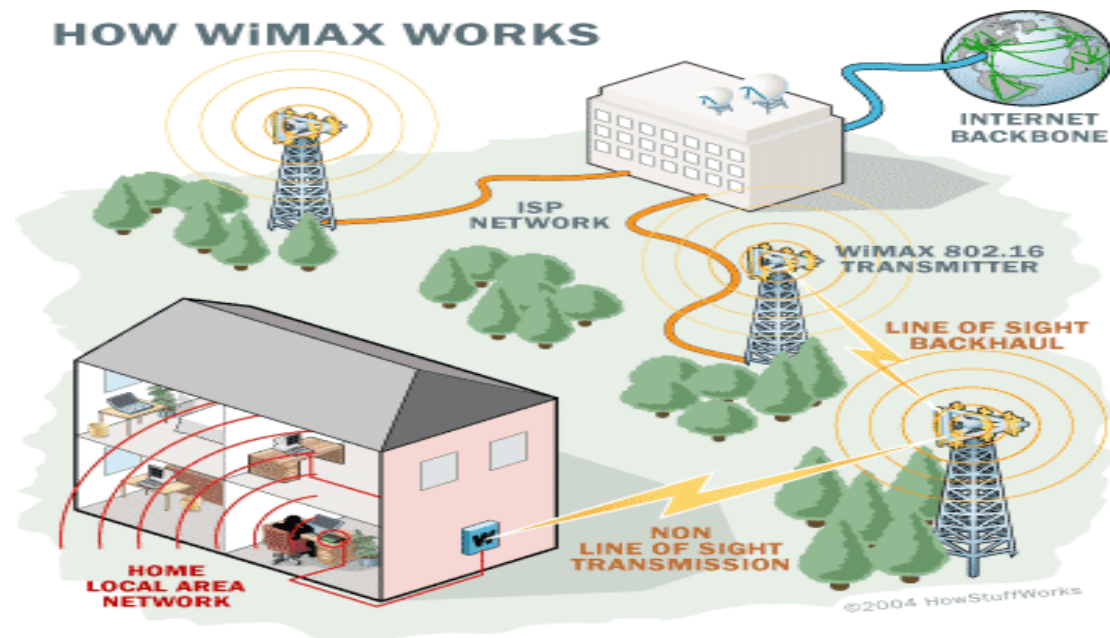 HOW WiMAX WORKS
INTERNET
BACKBONE
ISP
NETWORK
WiMAX 802.16
TRANSMITTER
LINE OF SIGHT
BACKHAUL
NON
LINE OF SIGHT
TRANSMISSION
HOME
LOCAL AREA
NETWORK
©2004 HowStuffWorks